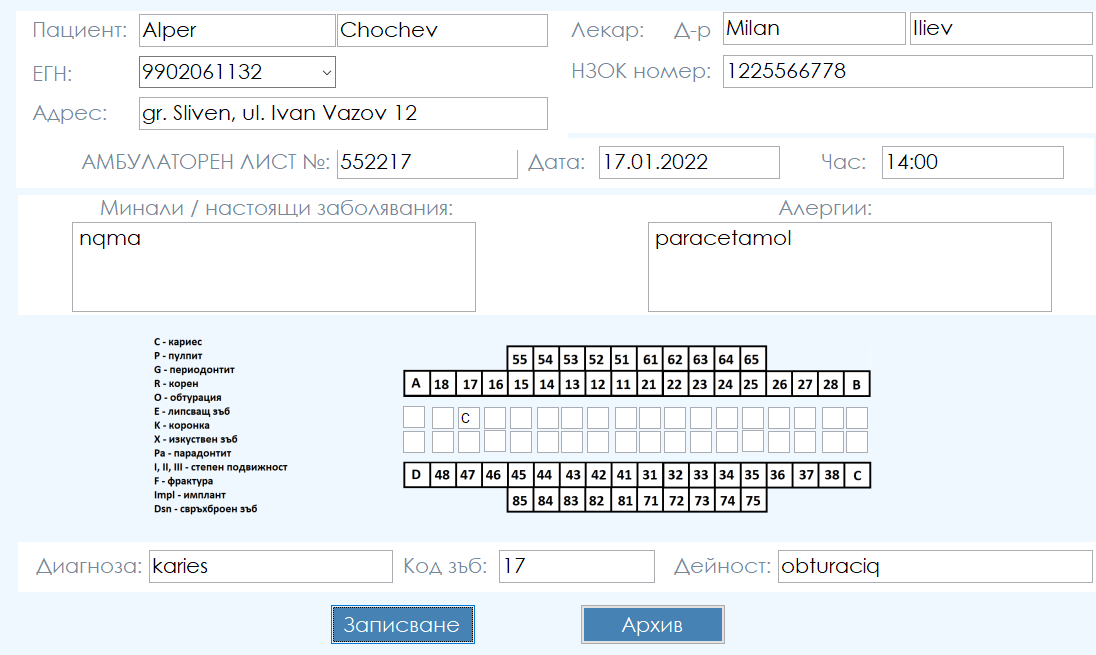 Пациент: Alper Chochev Лекар: Д-р Milan Iliev
ЕГН: 9902061132 НЗОК номер: 1225566778
Адрес: gr. Sliven, ul. Ivan Vazov 12
АМБУЛАТОРЕН ЛИСТ №: 552217 Дата: 17.01.2022 Час: 14:00
Минали / настоящи заболявания: Алергии:
nqma paracetamol
С - кариес
Р - пулпит
G - периодонтит
R - корен
О - обтурация
Е - липсващ зъб
К - коронка
Х - изкуствен зъб
Pa - парадонтит
I, II, III - степен подвижност
F - фрактура
Impl - имплант
Dsn - свръхброен зъб
55 54 53 52 51 61 62 63 64 65
A 18 17 16 15 14 13 12 11 21 22 23 24 25 26 27 28 B
C
D 48 47 46 45 44 43 42 41 31 32 33 34 35 36 37 38 C
85 84 83 82 81 71 72 73 74 75
Диагноза: karies Код зъб: 17 Дейност: obturaciq
Записване Архив